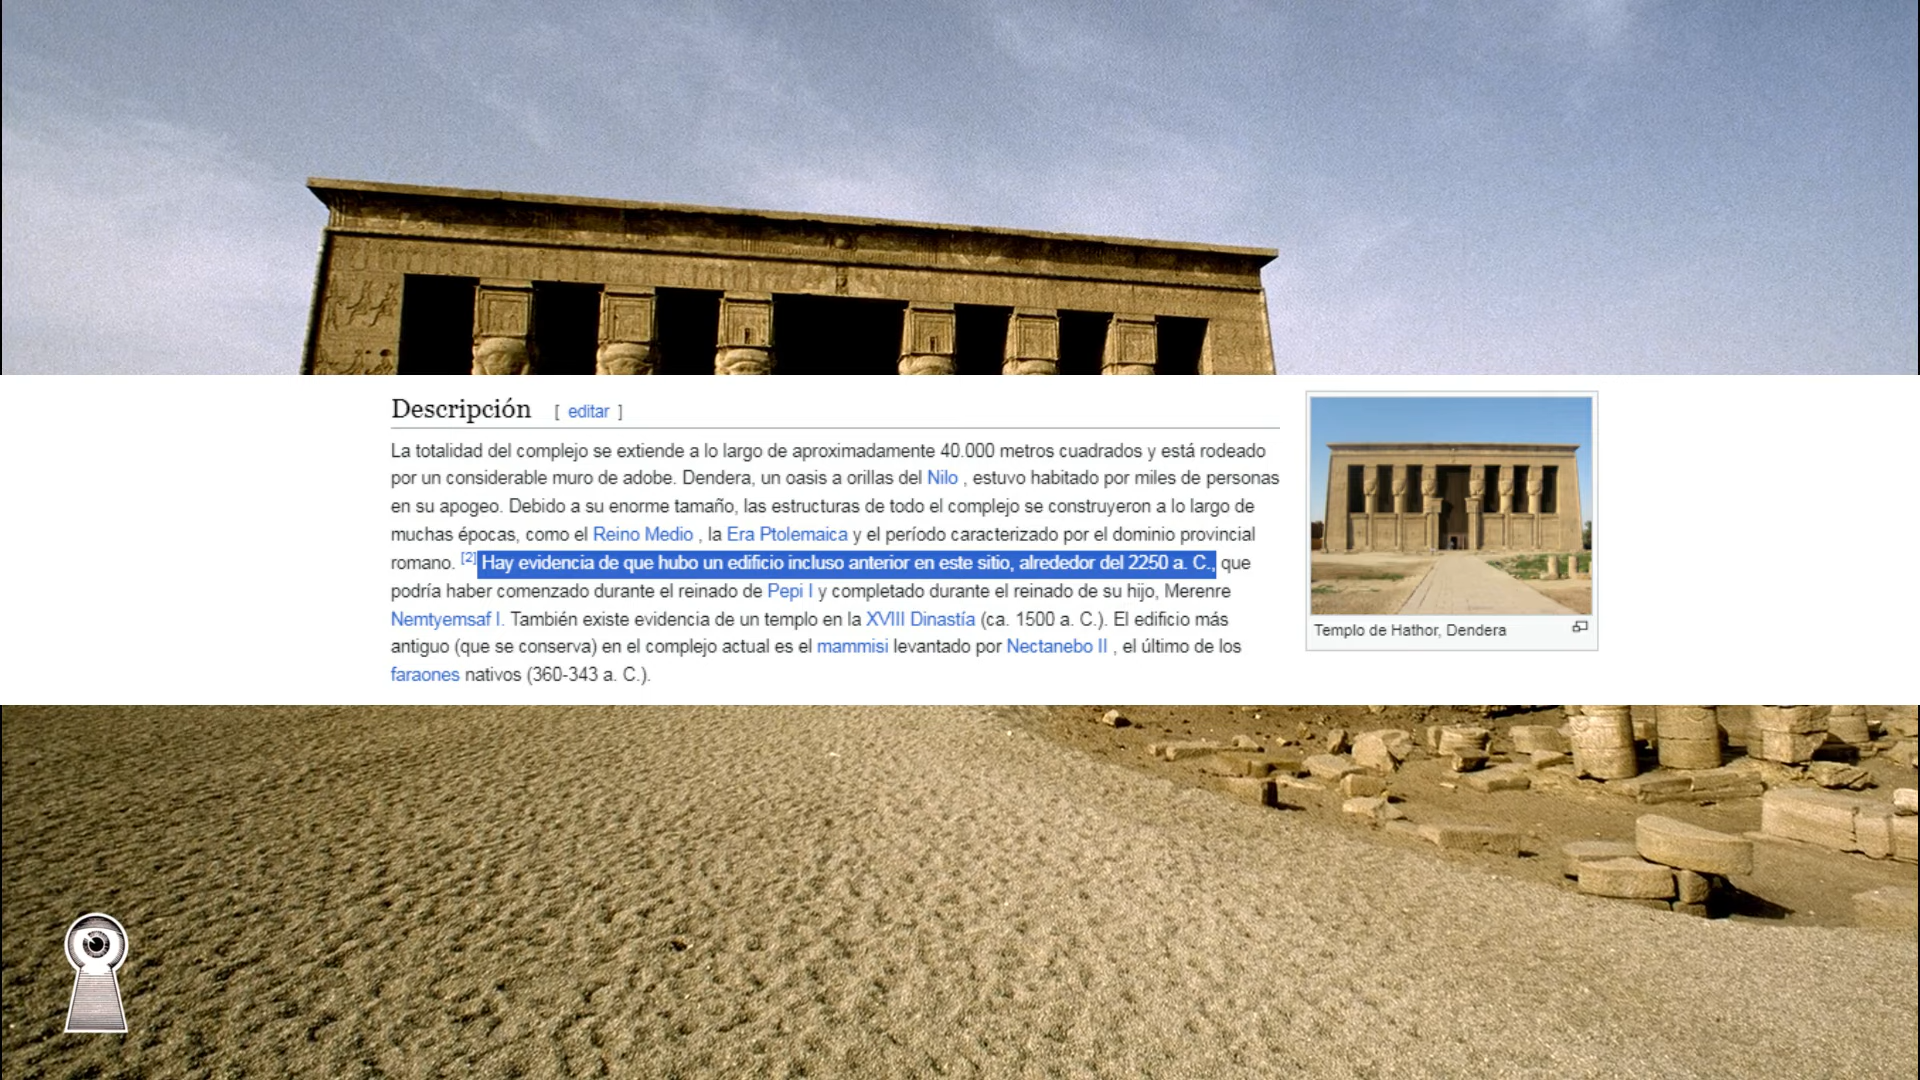 Descripción [ editar ]
La totalidad del complejo se extiende a lo largo de aproximadamente 40.000 metros cuadrados y está rodeado
por un considerable muro de adobe. Dendera, un oasis a orillas del Nilo , estuvo habitado por miles de personas
en su apogeo. Debido a su enorme tamaño, las estructuras de todo el complejo se construyeron a lo largo de
muchas épocas, como el Reino Medio , la Era Ptolemaica y el período caracterizado por el dominio provincial
romano. [2] Hay evidencia de que hubo un edificio incluso anterior en este sitio, alrededor del 2250 a. C., que
podría haber comenzado durante el reinado de Pepi I y completado durante el reinado de su hijo, Merenre
Nemtyemsaf I. También existe evidencia de un templo en la XVIII Dinastía (ca. 1500 a. C.). El edificio más
antiguo (que se conserva) en el complejo actual es el mammisi levantado por Nectanebo II , el último de los
faraones nativos (360-343 a. C.).
Templo de Hathor, Dendera